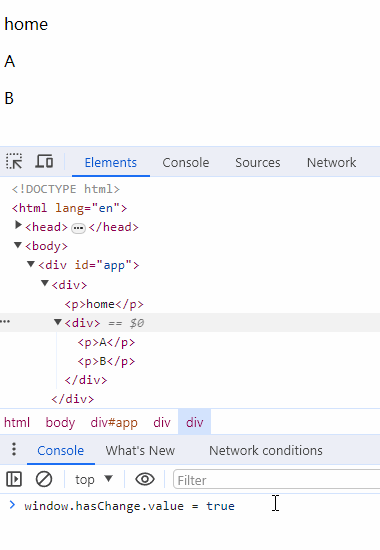 home
A
B
Elements Console Sources Network
<!DOCTYPE html>
<html lang="en">
<head> ⋯ </head>
<body>
<div id="app">
<div>
<p>home</p>
⋯ <div> == $0
<p>A</p>
<p>B</p>
</div>
</div>
html body div#app div div
Console What's New Network conditions
top Filter
> window.hasChange.value = true